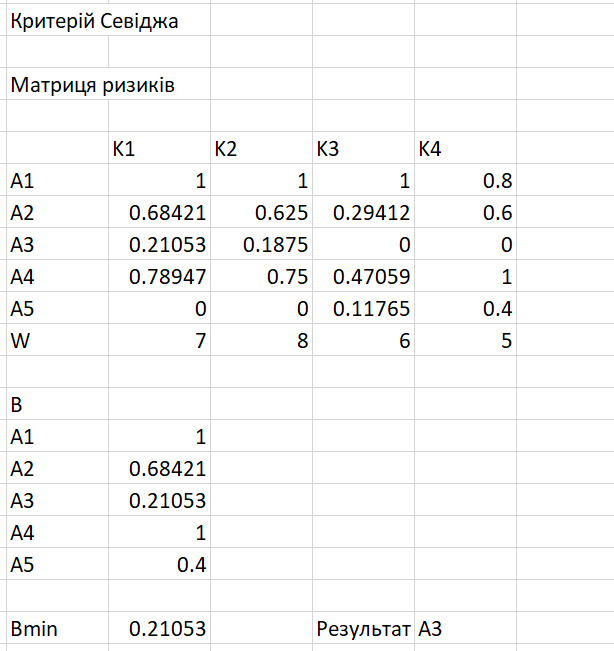 Критерій Севіджа
Матриця ризиків
K1 K2 K3 K4
A1 1 1 1 0.8
A2 0.68421 0.625 0.29412 0.6
A3 0.21053 0.1875 0 0
A4 0.78947 0.75 0.47059 1
A5 0 0 0.11765 0.4
W 7 8 6 5
B
A1 1
A2 0.68421
A3 0.21053
A4 1
A5 0.4
Bmin 0.21053 Результат A3